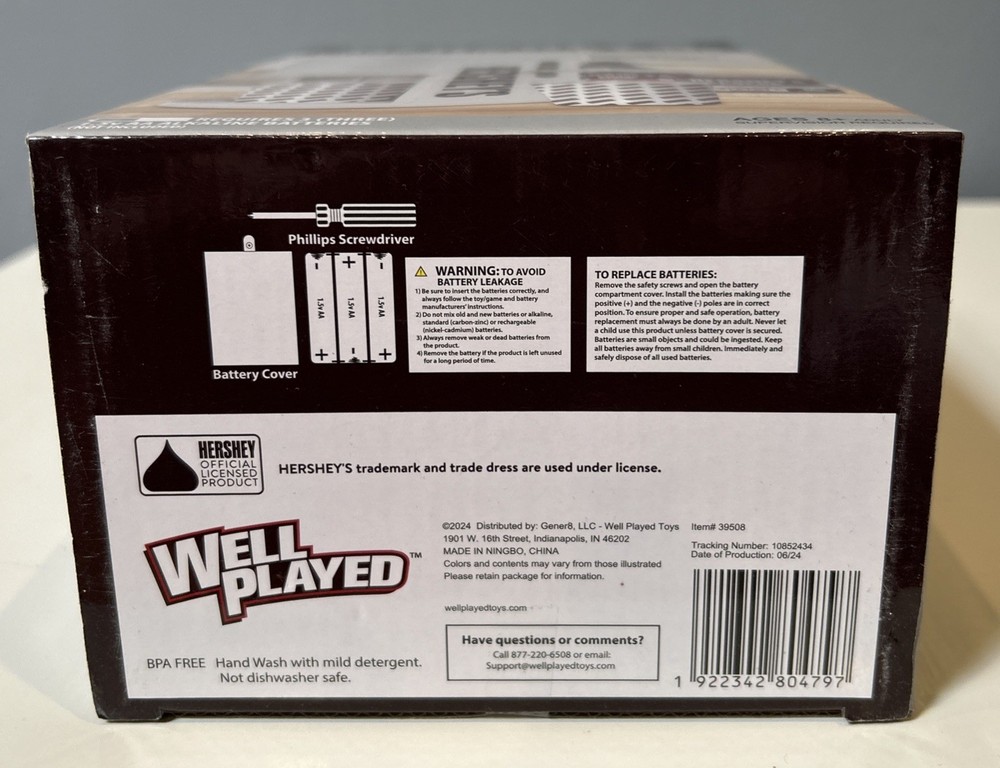 REQUIRES 3 (THREE)
ALKALINE BATTERIES
(NOT INCLUDED)
AGES 8+
Phillips Screwdriver
- + -
1.5v AA 1.5v AA 1.5v AA
+ - +
Battery Cover
WARNING: TO AVOID
BATTERY LEAKAGE
1) Be sure to insert the batteries correctly, and
always follow the toy/game and battery
manufacturers' instructions.
2) Do not mix old and new batteries or alkaline,
standard (carbon-zinc) or rechargeable
(nickel-cadmium) batteries.
3) Always remove weak or dead batteries from
the product.
4) Remove the battery if the product is left unused
for a long period of time.
TO REPLACE BATTERIES:
Remove the safety screws and open the battery
compartment cover. Install the batteries making sure the
positive (+) and the negative (-) poles are in correct
position. To ensure proper and safe operation, battery
replacement must always be done by an adult. Never let
a child use this product unless battery cover is secured.
Batteries are small objects and could be ingested. Keep
all batteries away from small children. Immediately and
safely dispose of all used batteries.
HERSHEY
OFFICIAL
LICENSED
PRODUCT
HERSHEY'S trademark and trade dress are used under license.
WELL
PLAYED™
BPA FREE Hand Wash with mild detergent.
Not dishwasher safe.
©2024 Distributed by: Gener8, LLC - Well Played Toys
1901 W. 16th Street, Indianapolis, IN 46202
MADE IN NINGBO, CHINA
Colors and contents may vary from those illustrated
Please retain package for information.
wellplayedtoys.com
Have questions or comments?
Call 877-220-6508 or email:
Support@wellplayedtoys.com
Item# 39508
Tracking Number: 10852434
Date of Production: 06/24
1 922342 804797